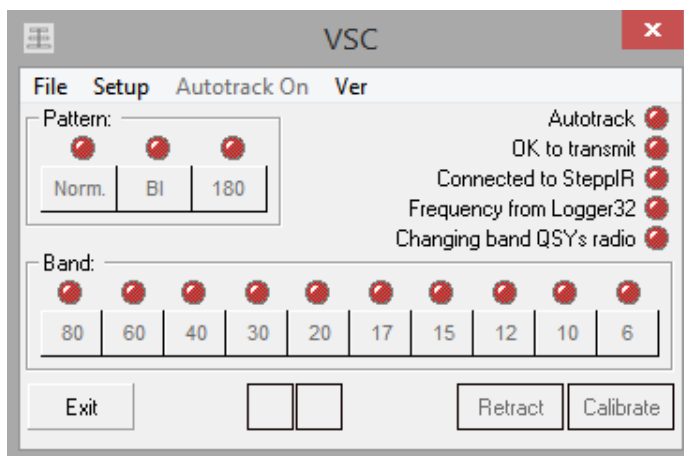 VSC
File Setup Autotrack On Ver
Pattern:
Norm. BI 180
Autotrack
OK to transmit
Connected to SteppIR
Frequency from Logger32
Changing band QSY's radio
Band:
80 60 40 30 20 17 15 12 10 6
Exit Retract Calibrate